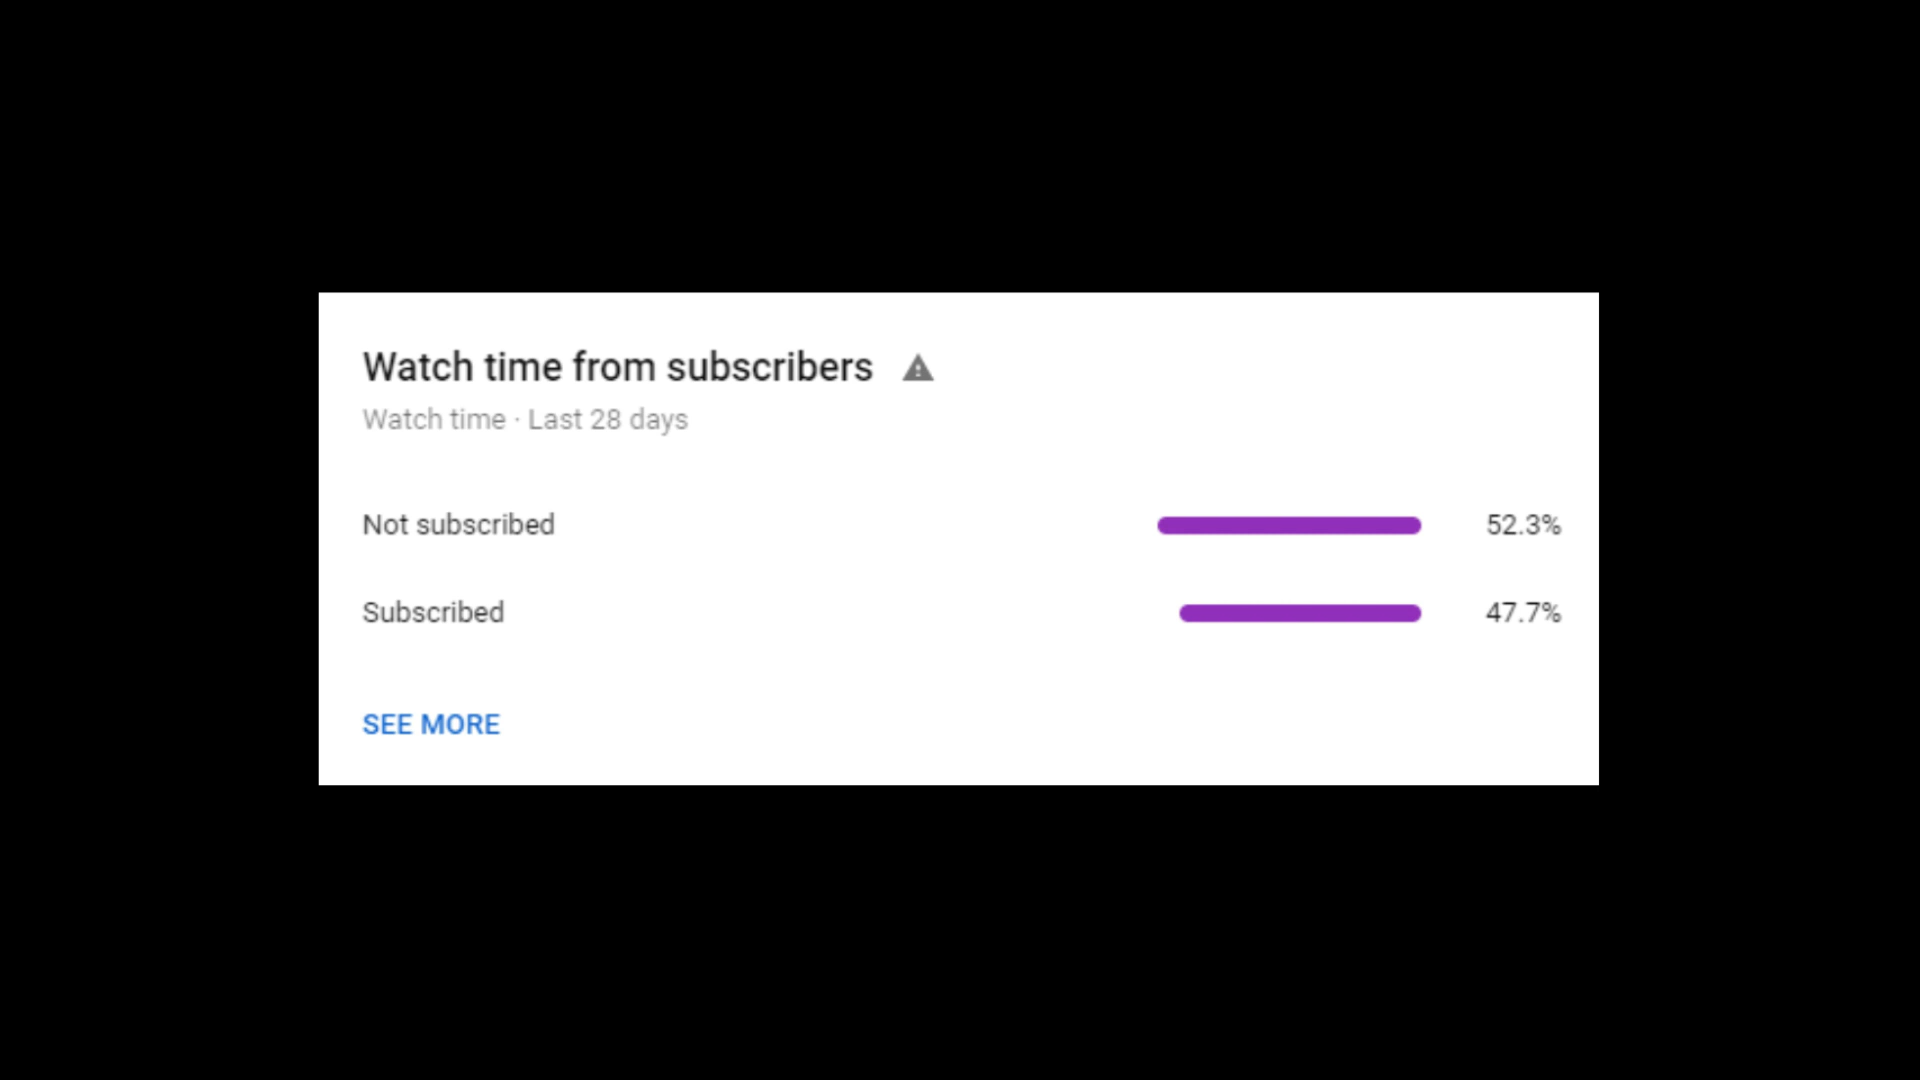 Watch time from subscribers
Watch time · Last 28 days
Not subscribed 52.3%
Subscribed 47.7%
SEE MORE